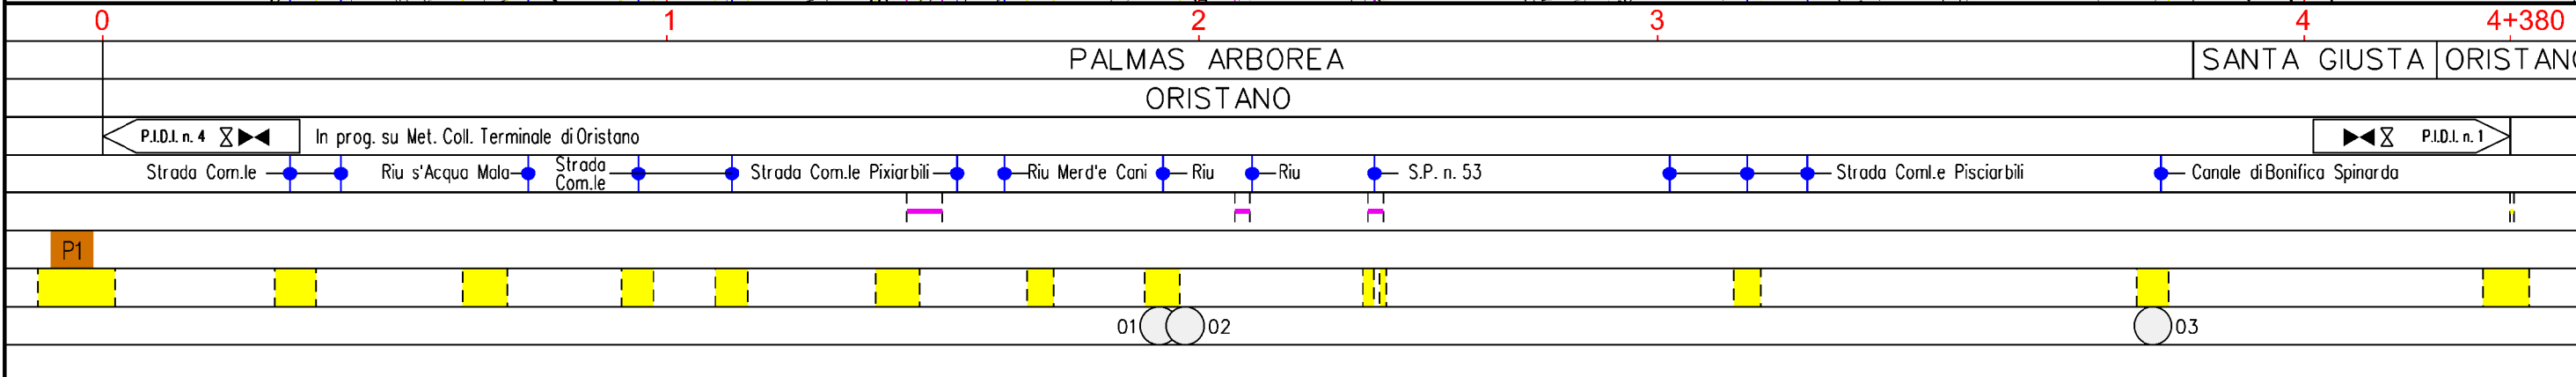 0 1 2 3 4 4+380
PALMAS ARBOREA SANTA GIUSTA ORISTANO
ORISTANO
P.I.D.I. n. 4 In prog. su Met. Coll. Terminale di Oristano P.I.D.I. n. 1
Strada Com.le Riu s'Acqua Mala Strada Com.le Strada Com.le Pixiarbili Riu Merd'e Cani Riu Riu S.P. n. 53 Strada Coml.e Pisciarbili Canale di Bonifica Spinarda
P1
01 02 03